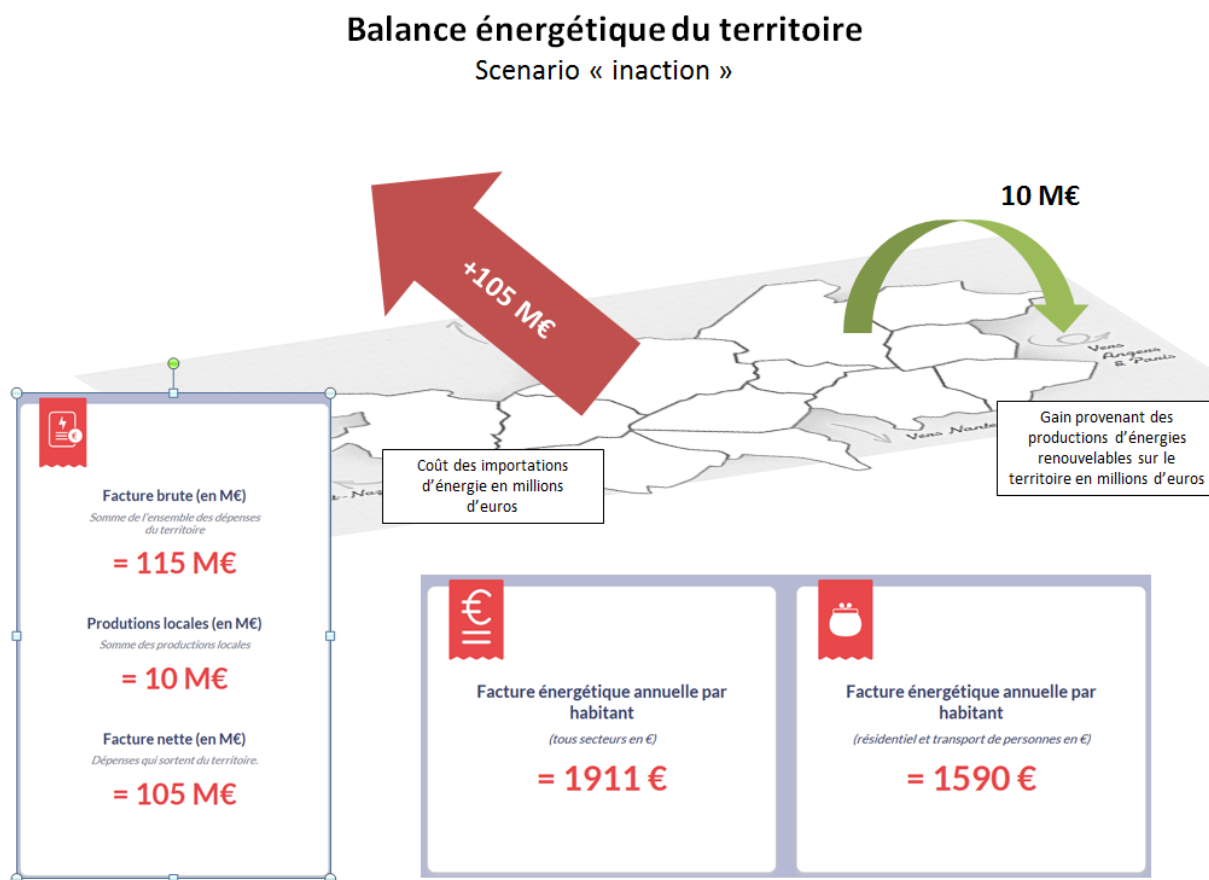 Balance énergétique du territoire
Scenario « inaction »
10 M€
+105 M€
Vers
Angers
& Paris
Vers Nante
Gain provenant des
productions d’énergies
renouvelables sur le
territoire en millions d’euros
Coût des importations
d’énergie en millions
d’euros
Facture brute (en M€)
Somme de l’ensemble des dépenses
du territoire
= 115 M€
Produtions locales (en M€)
Somme des productions locales
= 10 M€
Facture nette (en M€)
Dépenses qui sortent du territoire.
= 105 M€
€
Facture énergétique annuelle par
habitant
(tous secteurs en €)
= 1911 €
Facture énergétique annuelle par
habitant
(résidentiel et transport de personnes en €)
= 1590 €